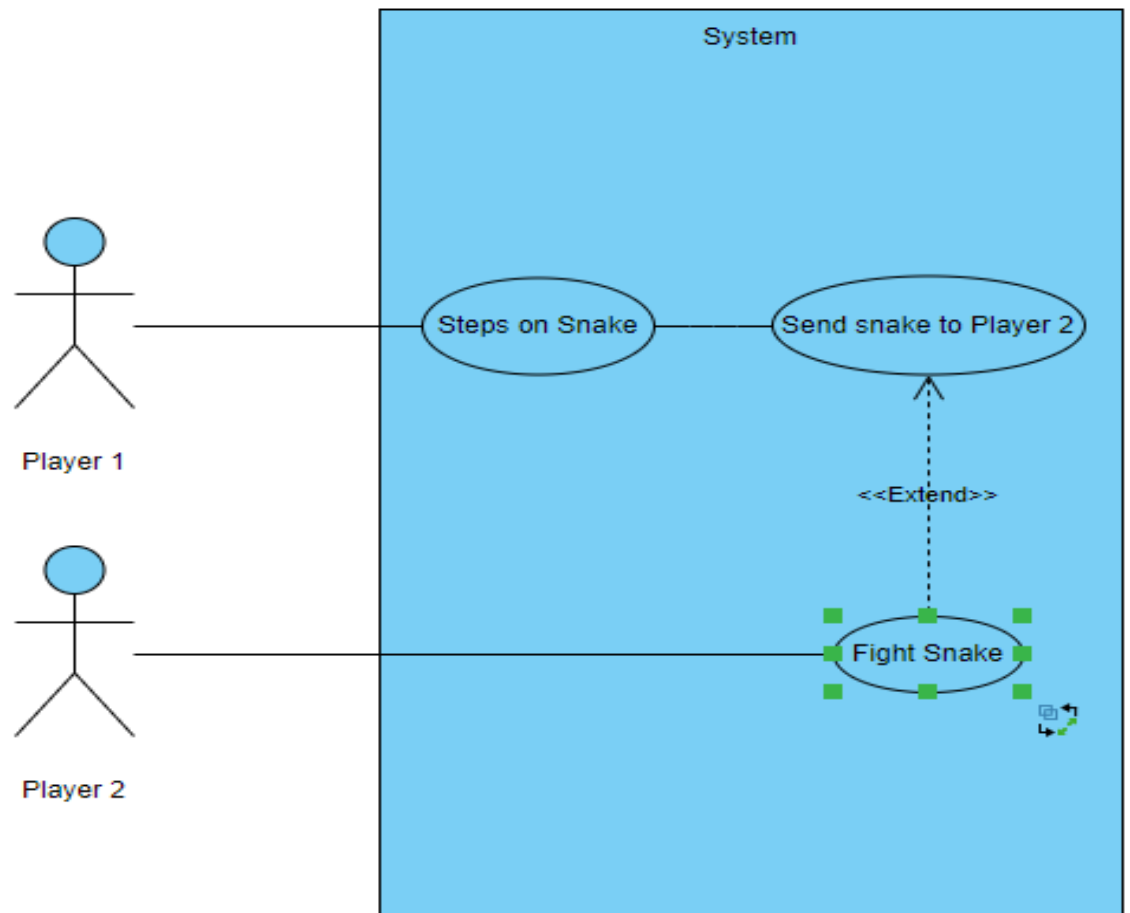 System
Steps on Snake
Send snake to Player 2
Player 1
<<Extend>>
Fight Snake
Player 2